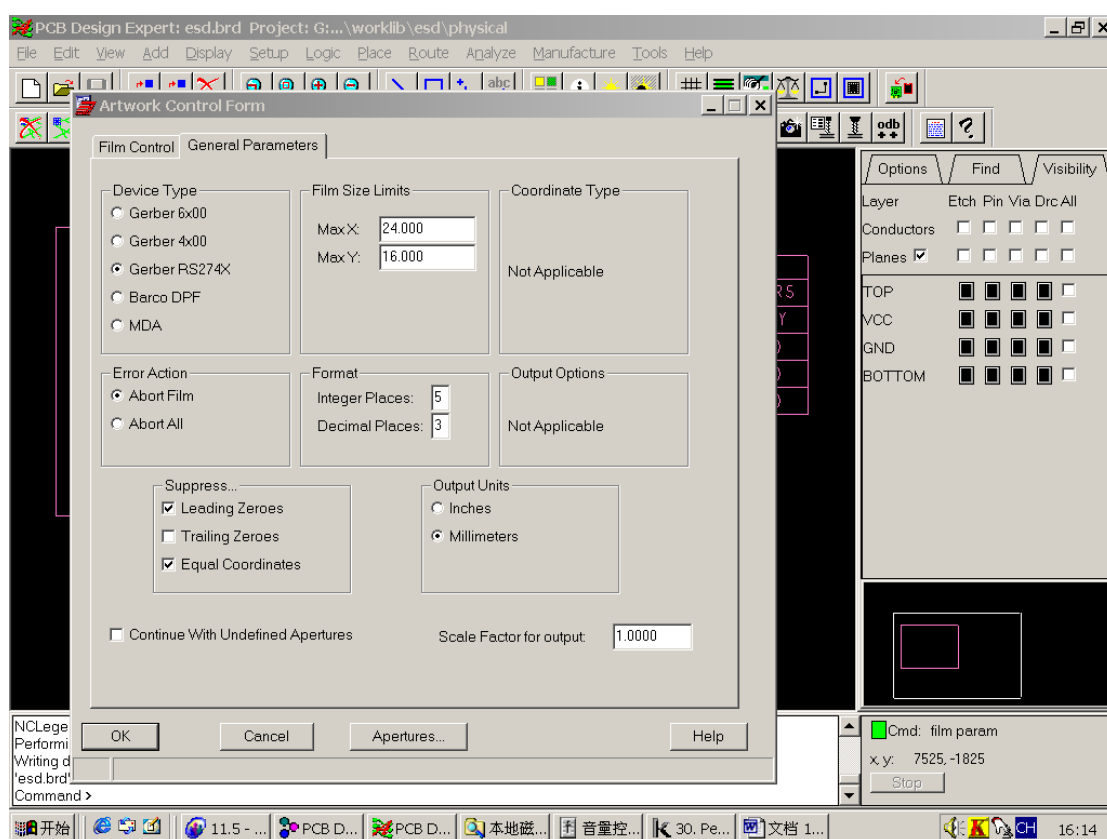 PCB Design Expert: esd.brd Project: G:...\worklib\esd\physical
File Edit View Add Display Setup Logic Place Route Analyze Manufacture Tools Help
abc
odb
++
Artwork Control Form
Film Control General Parameters
Device Type
Gerber 6x00
Gerber 4x00
Gerber RS274X
Barco DPF
MDA
Film Size Limits
Max X: 24.000
Max Y: 16.000
Coordinate Type
Not Applicable
Error Action
Abort Film
Abort All
Format
Integer Places: 5
Decimal Places: 3
Output Options
Not Applicable
Suppress...
Leading Zeroes
Trailing Zeroes
Equal Coordinates
Output Units
Inches
Millimeters
Continue With Undefined Apertures
Scale Factor for output: 1.0000
OK Cancel Apertures... Help
RS
Y
)
)
)
Options Find Visibility
Layer Etch Pin Via Drc All
Conductors
Planes
TOP
VCC
GND
BOTTOM
NCLege
Performi
Writing d
'esd.brd'
Command >
Cmd: film param
x, y: 7525, -1825
Stop
开始 11.5 - ... PCB D... PCB D... 本地磁... 音量控... 30. Pe... 文档 1... CH 16:14